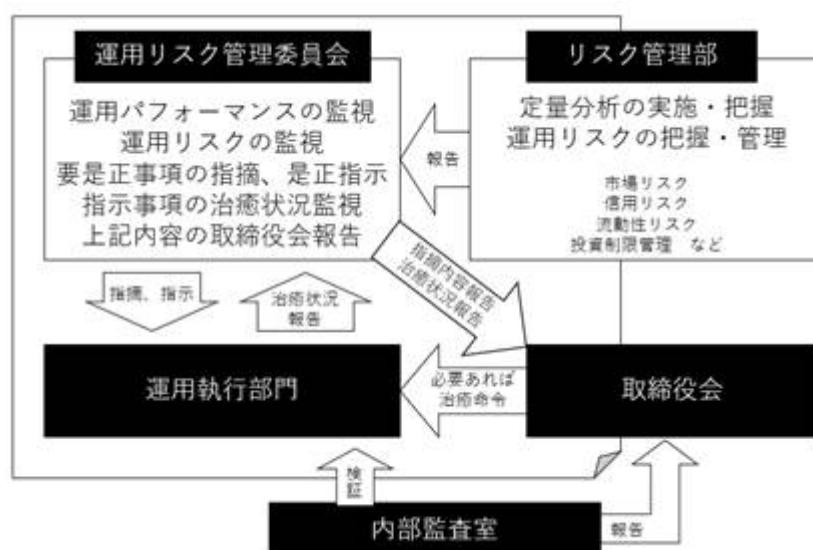 運用リスク管理委員会
運用パフォーマンスの監視
運用リスクの監視
要是正事項の指摘、是正指示
指示事項の治癒状況監視
上記内容の取締役会報告
リスク管理部
定量分析の実施・把握
運用リスクの把握・管理
市場リスク
信用リスク
流動性リスク
投資制限管理 など
報告
指摘、指示
治癒状況
報告
指摘内容報告
治癒状況報告
運用執行部門
必要あれば
治癒命令
取締役会
検証
内部監査室
報告